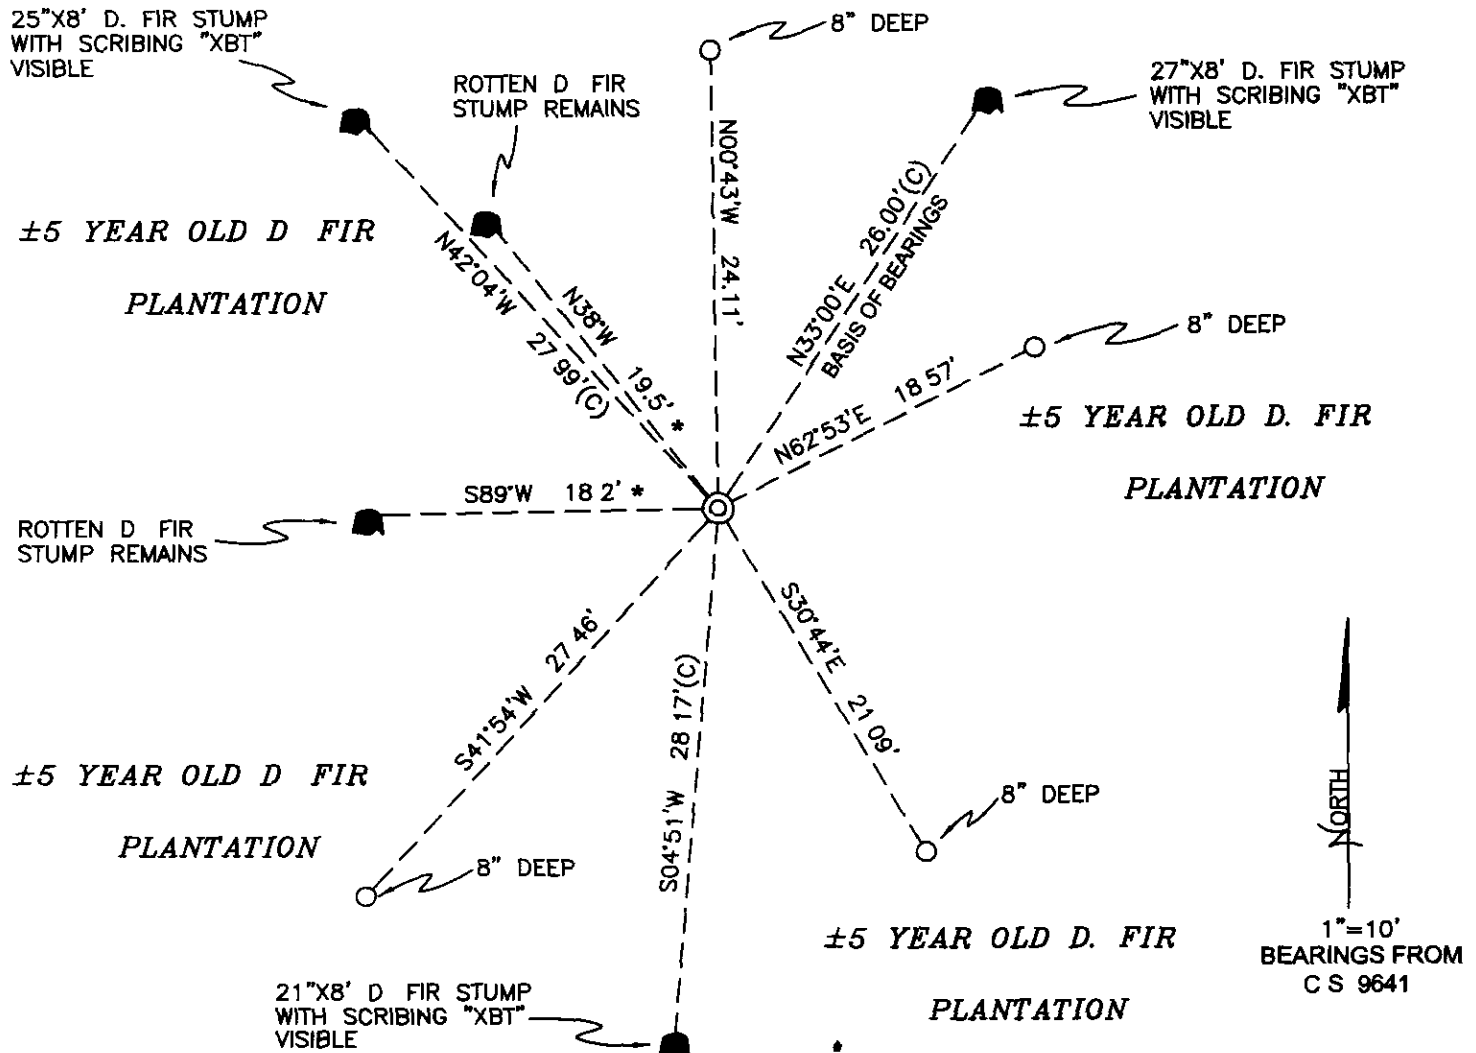 25"X8' D. FIR STUMP
WITH SCRIBING "XBT"
VISIBLE
ROTTEN D FIR
STUMP REMAINS
8" DEEP
27"X8' D. FIR STUMP
WITH SCRIBING "XBT"
VISIBLE
±5 YEAR OLD D FIR
PLANTATION
N42°04'W 27 99'(C)
N38°W 19.5' *
N00°43'W 24.11'
N33°00'E 26.00'(C)
BASIS OF BEARINGS
N62°53'E 18 57'
8" DEEP
±5 YEAR OLD D. FIR
PLANTATION
S89°W 18 2' *
ROTTEN D FIR
STUMP REMAINS
S41°54'W 27 46'
S04°51'W 28 17'(C)
S30°44'E 21 09'
±5 YEAR OLD D FIR
PLANTATION
8" DEEP
8" DEEP
±5 YEAR OLD D. FIR
PLANTATION
21"X8' D FIR STUMP
WITH SCRIBING "XBT"
VISIBLE
NORTH
1"=10'
BEARINGS FROM
C S 9641